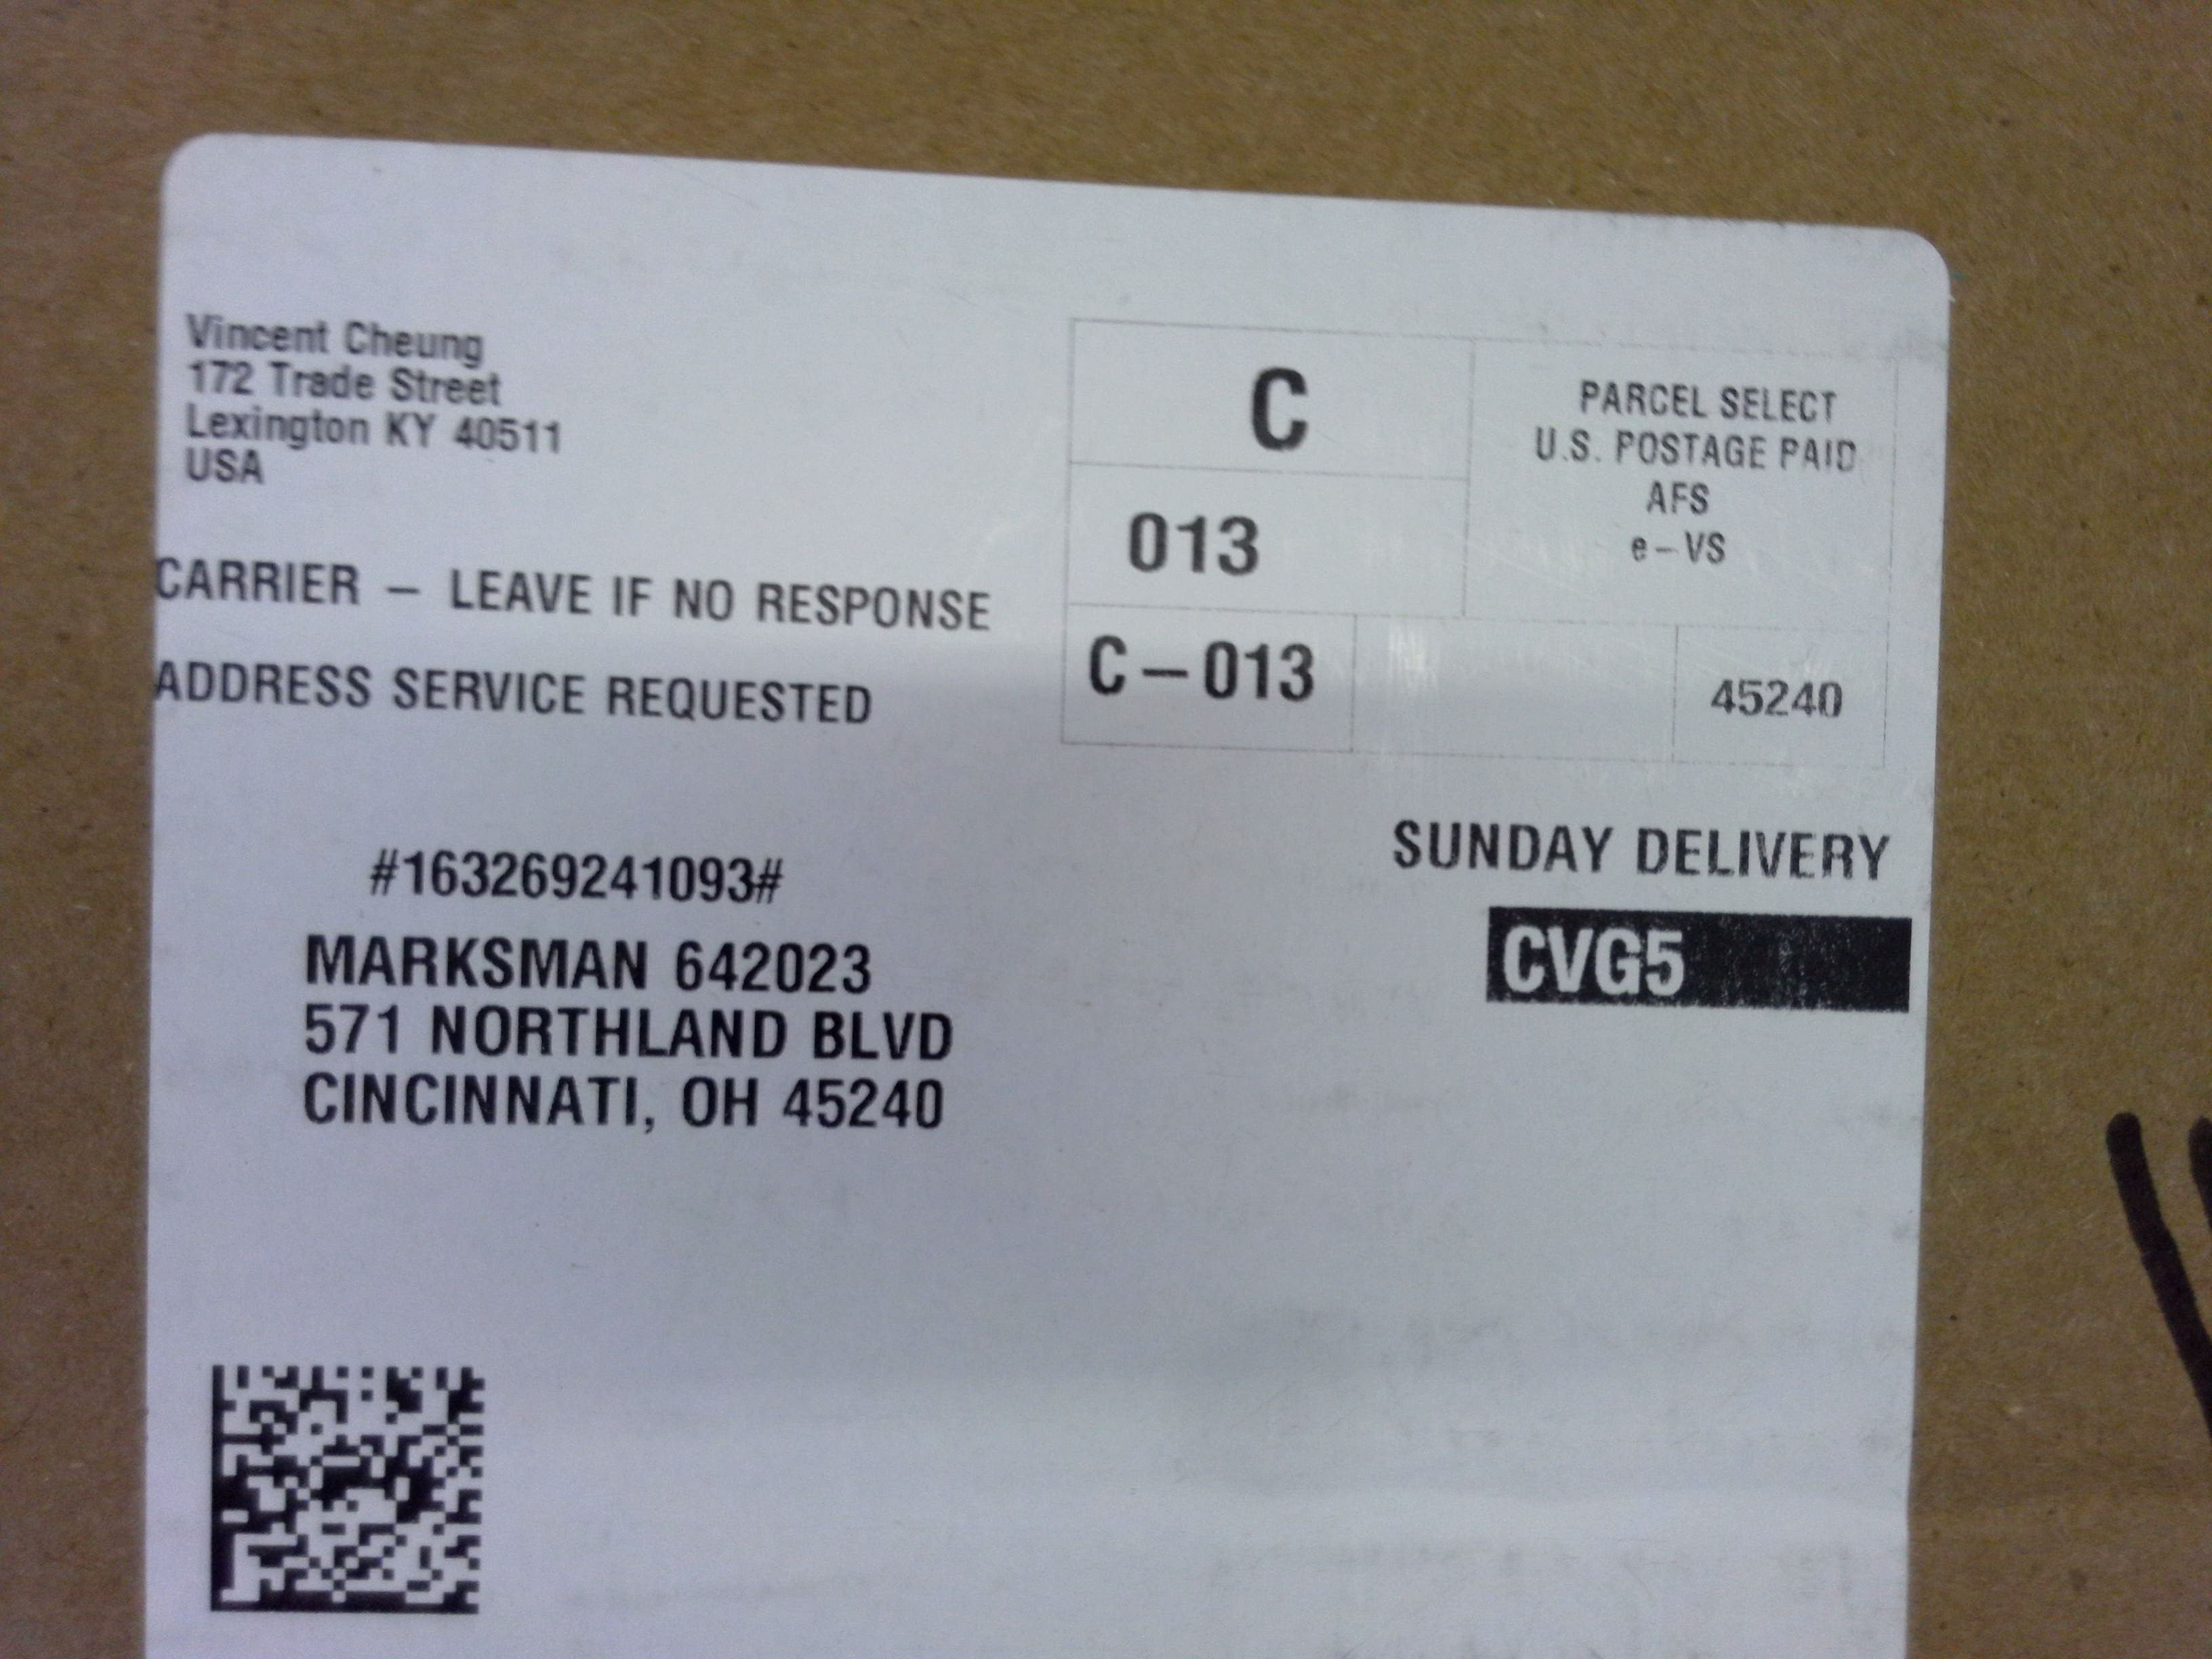 Vincent Cheung
172 Trade Street
Lexington KY 40511
USA
CARRIER – LEAVE IF NO RESPONSE
ADDRESS SERVICE REQUESTED
C
013
C – 013
PARCEL SELECT
U.S. POSTAGE PAID
AFS
e – VS
45240
SUNDAY DELIVERY
CVG5
#163269241093#
MARKSMAN 642023
571 NORTHLAND BLVD
CINCINNATI, OH 45240